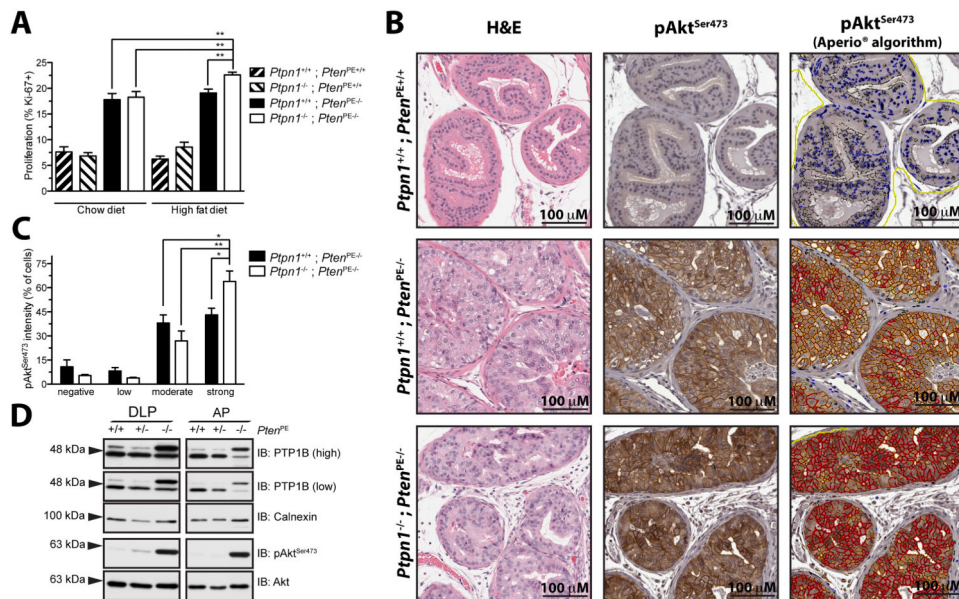 A
Proliferation (% Ki-67+)
25
20
15
10
5
0
Chow diet
High fat diet
**
**
**
Ptpn1+/+ ; PtenPE+/+
Ptpn1-/- ; PtenPE+/+
Ptpn1+/+ ; PtenPE-/-
Ptpn1-/- ; PtenPE-/-
C
pAktSer473 intensity (% of cells)
75
60
45
30
15
0
negative
low
moderate
strong
*
**
*
Ptpn1+/+ ; PtenPE-/-
Ptpn1-/- ; PtenPE-/-
D
DLP
AP
+/+ +/- -/- +/+ +/- -/- PtenPE
48 kDa IB: PTP1B (high)
48 kDa IB: PTP1B (low)
100 kDa IB: Calnexin
63 kDa IB: pAktSer473
63 kDa IB: Akt
B
H&E
pAktSer473
pAktSer473
(Aperio® algorithm)
Ptpn1+/+ ; PtenPE+/+
100 µM
100 µM
100 µM
Ptpn1+/+ ; PtenPE-/-
100 µM
100 µM
100 µM
Ptpn1-/- ; PtenPE-/-
100 µM
100 µM
100 µM